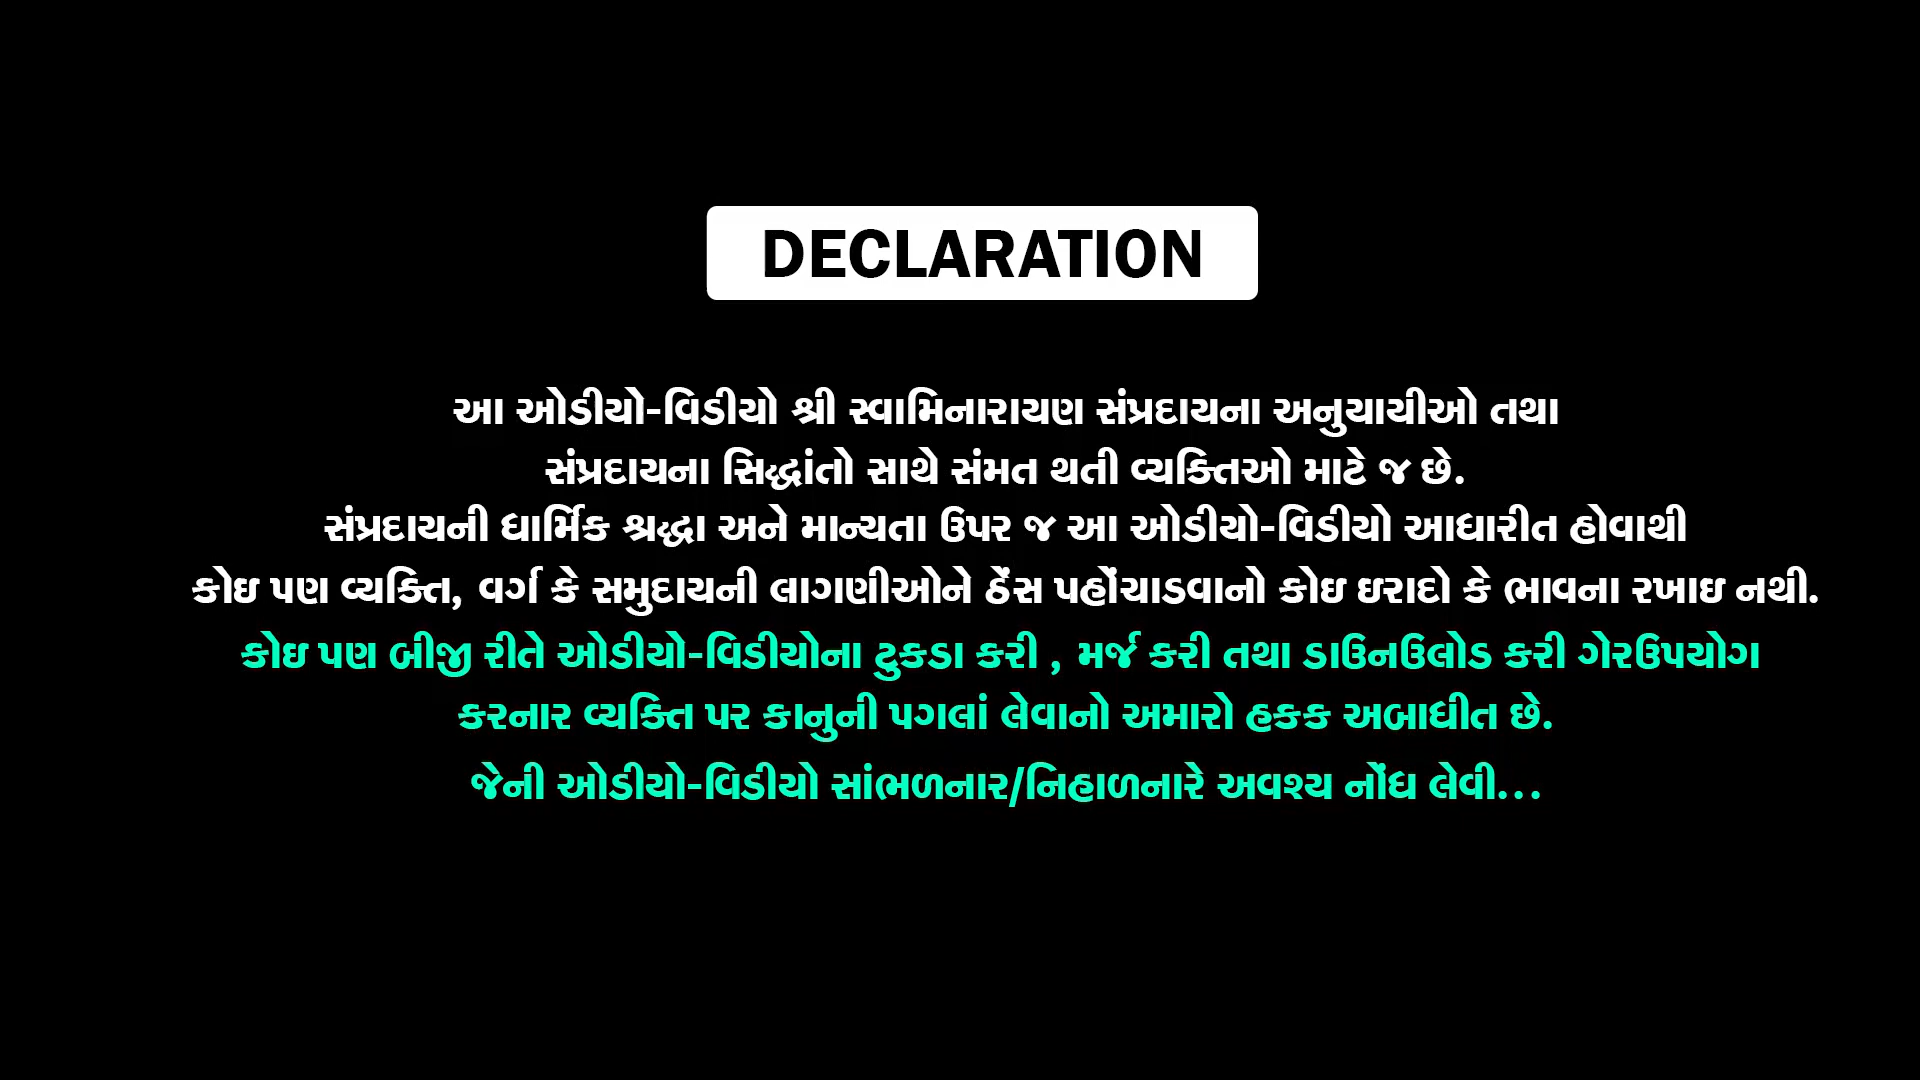 DECLARATION
આ ઓડીયો-વિડીયો શ્રી સ્વામિનારાયણ સંપ્રદાયના અનુયાયીઓ તથા
સંપ્રદાયના સિદ્ધાંતો સાથે સંમત થતી વ્યક્તિઓ માટે જ છે.
સંપ્રદાયની ધાર્મિક શ્રદ્ધા અને માન્યતા ઉપર જ આ ઓડીયો-વિડીયો આધારીત હોવાથી
કોઇ પણ વ્યક્તિ, વર્ગ કે સમુદાયની લાગણીઓને ઠેંસ પહોંચાડવાનો કોઇ ઇરાદો કે ભાવના રખાઇ નથી.
કોઇ પણ બીજી રીતે ઓડીયો-વિડીયોના ટુકડા કરી , મર્જ કરી તથા ડાઉનઉલોડ કરી ગેરઉપયોગ
કરનાર વ્યક્તિ પર કાનુની પગલાં લેવાનો અમારો હકક અબાધીત છે.
જેની ઓડીયો-વિડીયો સાંભળનાર/નિહાળનારે અવશ્ય નોંધ લેવી...